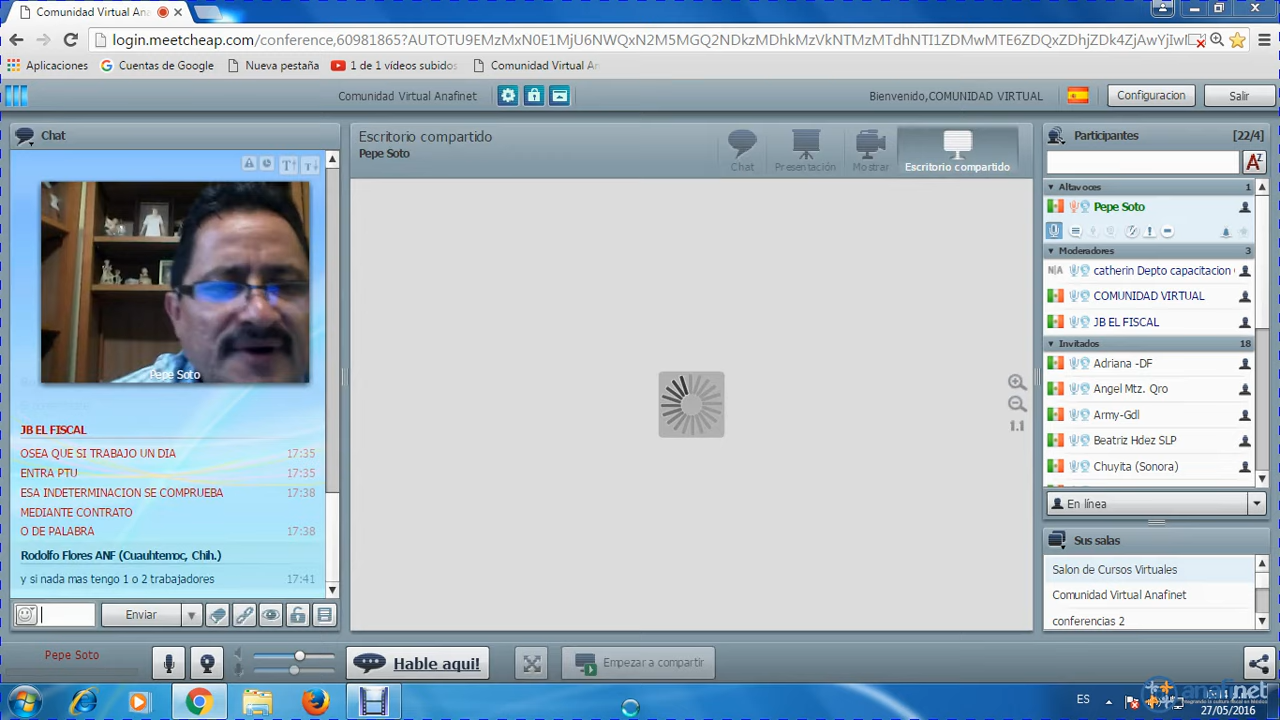 Comunidad Virtual Ana
login.meetcheap.com/conference,60981865?AUTOTU9EMzMxN0E1MjU6NWQxN2M5MGQ2NDkzMDhkMzVkNTMzMTdhNTI1ZDMwMTE6ZDQxZDhjZDk4ZjAwYjIwl
Aplicaciones
Cuentas de Google
Nueva pestaña
1 de 1 vídeos subidos
Comunidad Virtual An
Comunidad Virtual Anafinet
Bienvenido,COMUNIDAD VIRTUAL
Configuracion
Salir
Chat
Pepe Soto
JB EL FISCAL
OSEA QUE SI TRABAJO UN DIA 17:35
ENTRA PTU 17:35
ESA INDETERMINACION SE COMPRUEBA 17:38
MEDIANTE CONTRATO
O DE PALABRA 17:38
Rodolfo Flores ANF (Cuauhtemoc, Chih.)
y si nada mas tengo 1 o 2 trabajadores 17:41
Enviar
Escritorio compartido
Pepe Soto
Chat
Presentación
Mostrar
Escritorio compartido
1.1
Participantes [22/4]
Altavoces 1
Pepe Soto
Moderadores 3
N/A catherin Depto capacitacion
COMUNIDAD VIRTUAL
JB EL FISCAL
Invitados 18
Adriana -DF
Angel Mtz. Qro
Army-Gdl
Beatriz Hdez SLP
Chuyita (Sonora)
En línea
Sus salas
Salon de Cursos Virtuales
Comunidad Virtual Anafinet
conferencias 2
Pepe Soto
Hable aqui!
Empezar a compartir
ES
27/05/2016
anafinet